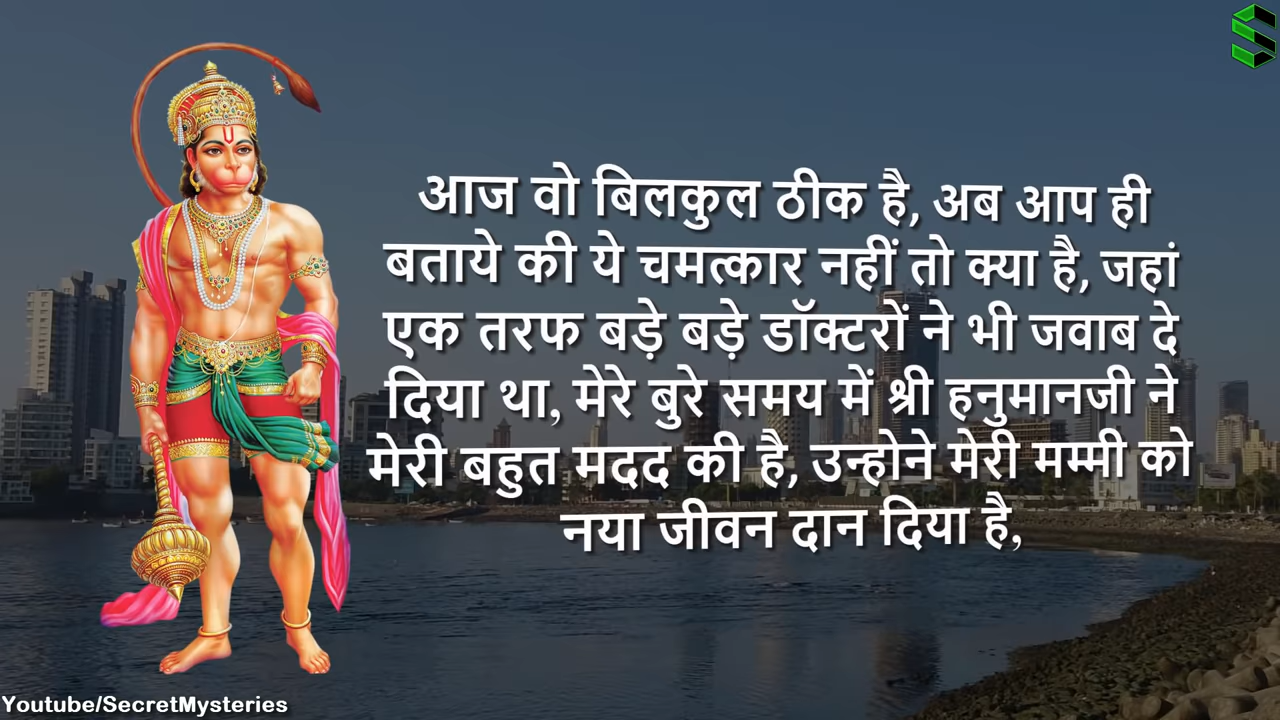 आज वो बिलकुल ठीक है, अब आप ही
बताये की ये चमत्कार नहीं तो क्या है, जहां
एक तरफ बड़े बड़े डॉक्टरों ने भी जवाब दे
दिया था, मेरे बुरे समय में श्री हनुमानजी ने
मेरी बहुत मदद की है, उन्होने मेरी मम्मी को
नया जीवन दान दिया है,
Youtube/SecretMysteries